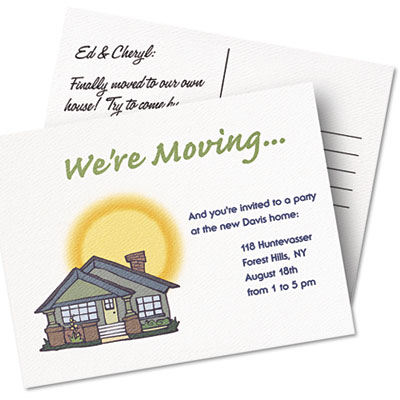 Ed & Cheryl:
Finally moved to our own
house! Try to come by
We're Moving...
And you're invited to a party
at the new Davis home:
118 Huntevasser
Forest Hills, NY
August 18th
from 1 to 5 pm